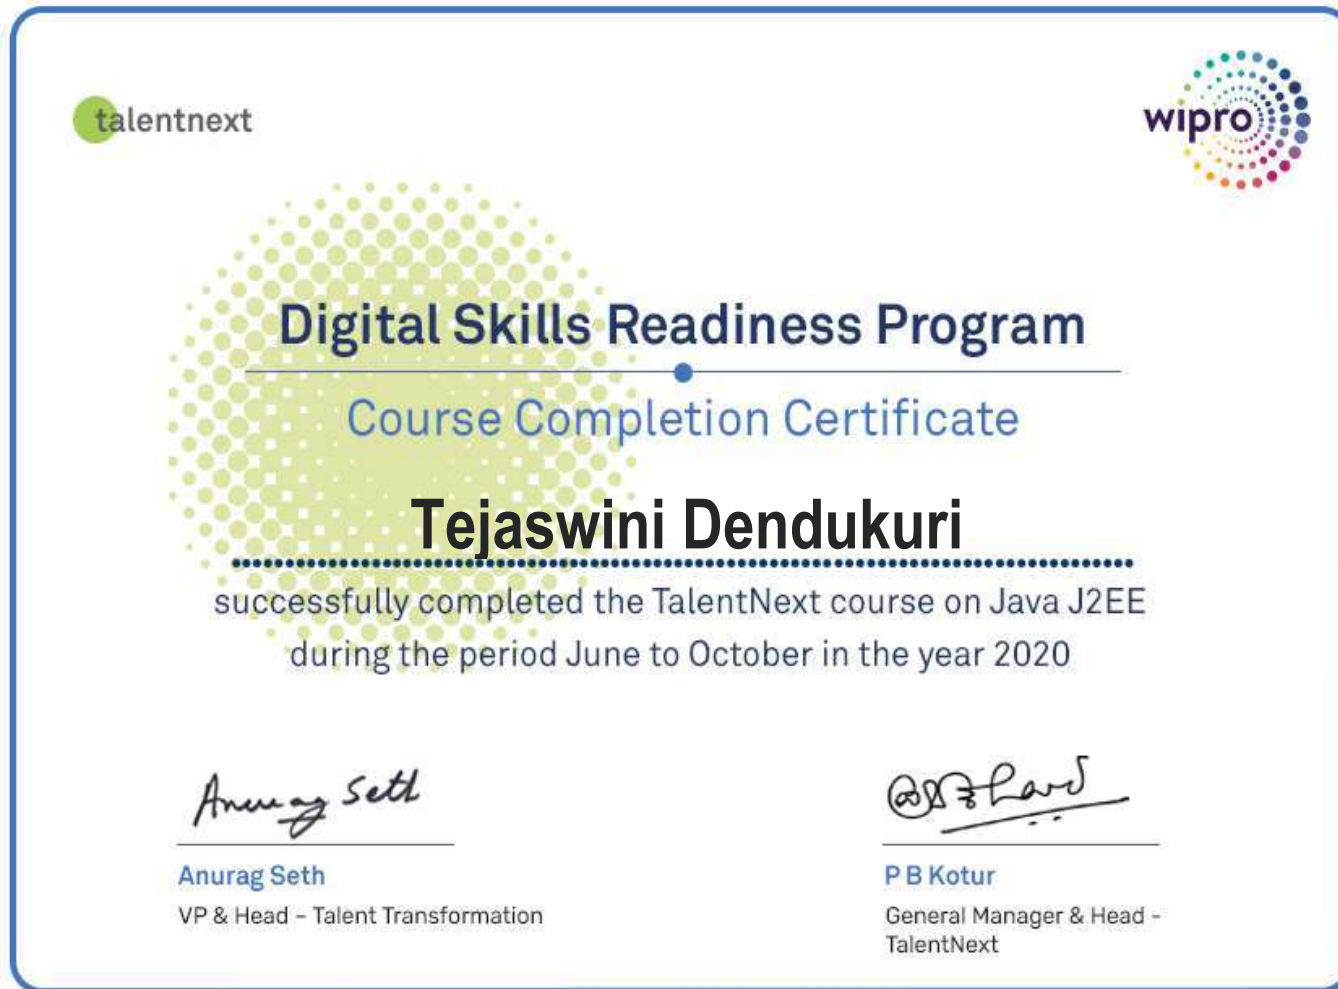 talentnext
wipro
Digital Skills Readiness Program
Course Completion Certificate
Tejaswini Dendukuri
successfully completed the TalentNext course on Java J2EE
during the period June to October in the year 2020
Anurag Seth
Anurag Seth
P B Kotur
VP & Head – Talent Transformation
General Manager & Head -
TalentNext